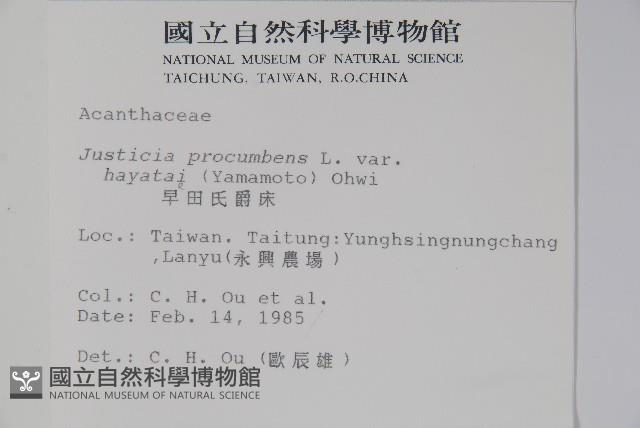 國立自然科學博物館
NATIONAL MUSEUM OF NATURAL SCIENCE
TAICHUNG, TAIWAN, R.O.CHINA
Acanthaceae
Justicia procumbens L. var.
hayatai (Yamamoto) Ohwi
早田氏爵床
Loc.: Taiwan. Taitung:Yunghsingnungchang
,Lanyu(永興農場)
Col.: C. H. Ou et al.
Date: Feb. 14, 1985
Det.: C. H. Ou (歐辰雄)
國立自然科學博物館
NATIONAL MUSEUM OF NATURAL SCIENCE